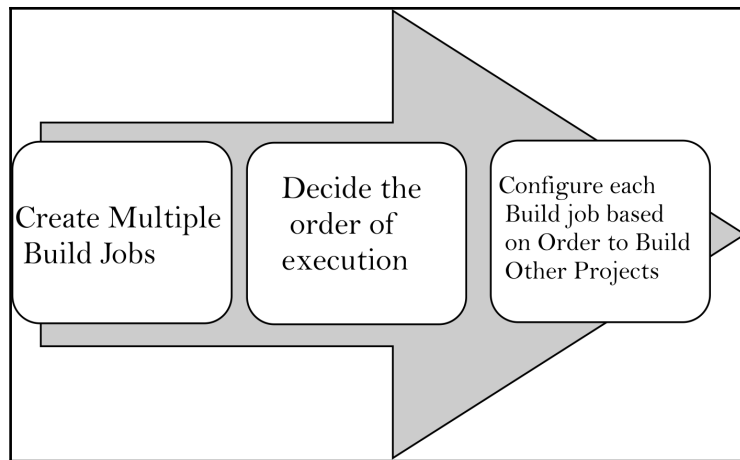 Create Multiple
Build Jobs
Decide the
order of
execution
Configure each
Build job based
on Order to Build
Other Projects